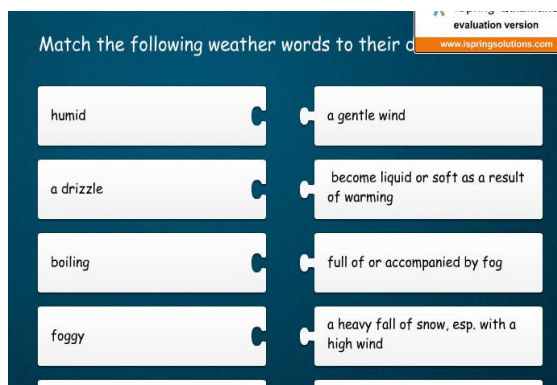 evaluation version
www.ispringsolutions.com
Match the following weather words to their
humid
a gentle wind
a drizzle
become liquid or soft as a result
of warming
boiling
full of or accompanied by fog
foggy
a heavy fall of snow, esp. with a
high wind